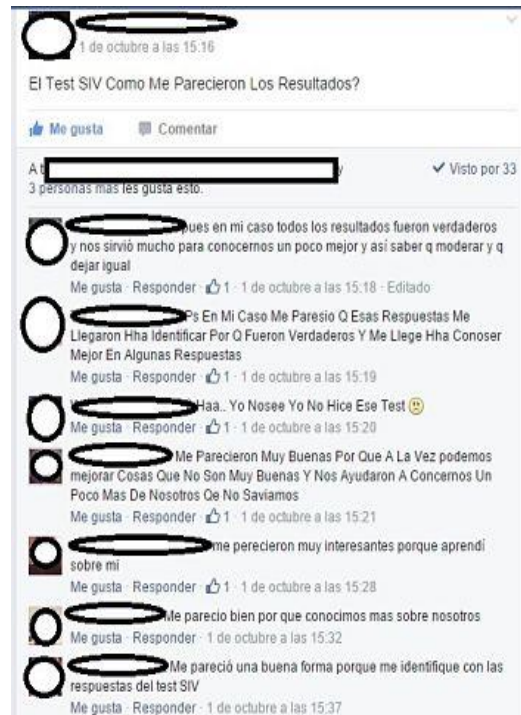 1 de octubre a las 15:16
El Test SIV Como Me Parecieron Los Resultados?
Me gusta Comentar
A t y Visto por 33
3 personas mas les gusta esto.
pues en mi caso todos los resultados fueron verdaderos
y nos sirvió mucho para conocernos un poco mejor y así saber q moderar y q
dejar igual
Me gusta · Responder · 1 · 1 de octubre a las 15:18 · Editado
Ps En Mi Caso Me Paresio Q Esas Respuestas Me
Llegaron Hha Identificar Por Q Fueron Verdaderos Y Me Llege Hha Conoser
Mejor En Algunas Respuestas
Me gusta · Responder · 1 · 1 de octubre a las 15:19
Haa.. Yo Nosee Yo No Hice Ese Test
Me gusta · Responder · 1 · 1 de octubre a las 15:20
Me Parecieron Muy Buenas Por Que A La Vez podemos
mejorar Cosas Que No Son Muy Buenas Y Nos Ayudaron A Concernos Un
Poco Mas De Nosotros Qe No Saviamos
Me gusta · Responder · 1 · 1 de octubre a las 15:21
me perecieron muy interesantes porque aprendí
sobre mi
Me gusta · Responder · 1 · 1 de octubre a las 15:28
Me parecio bien por que conocimos mas sobre nosotros
Me gusta · Responder · 1 de octubre a las 15:32
Me pareció una buena forma porque me identifique con las
respuestas del test SIV
Me gusta · Responder · 1 de octubre a las 15:37